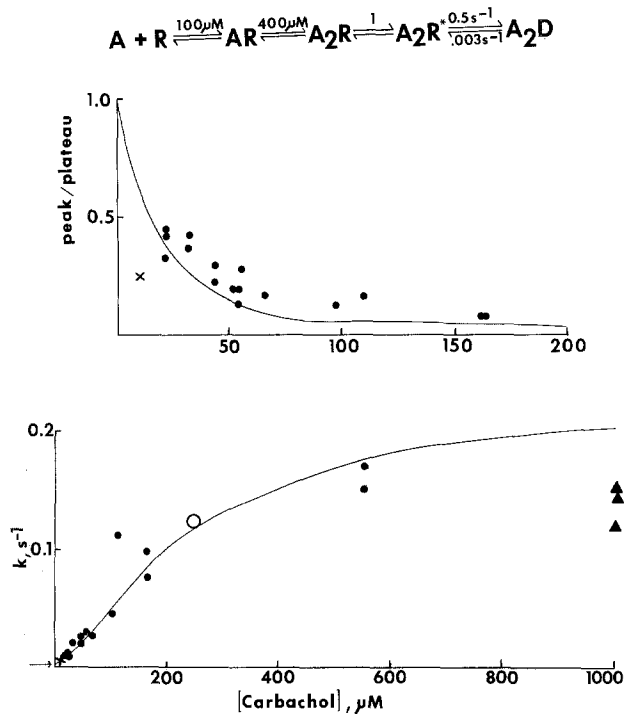 A + R ⇌ 100μM AR ⇌ 400μM A2R ⇌ 1 A2R* ⇌ 0.5s⁻¹ .003s⁻¹ A2D
1.0
0.5
peak/plateau
0 50 100 150 200
0.2
0.1
k, s⁻¹
200 400 600 800 1000
[Carbachol], μM